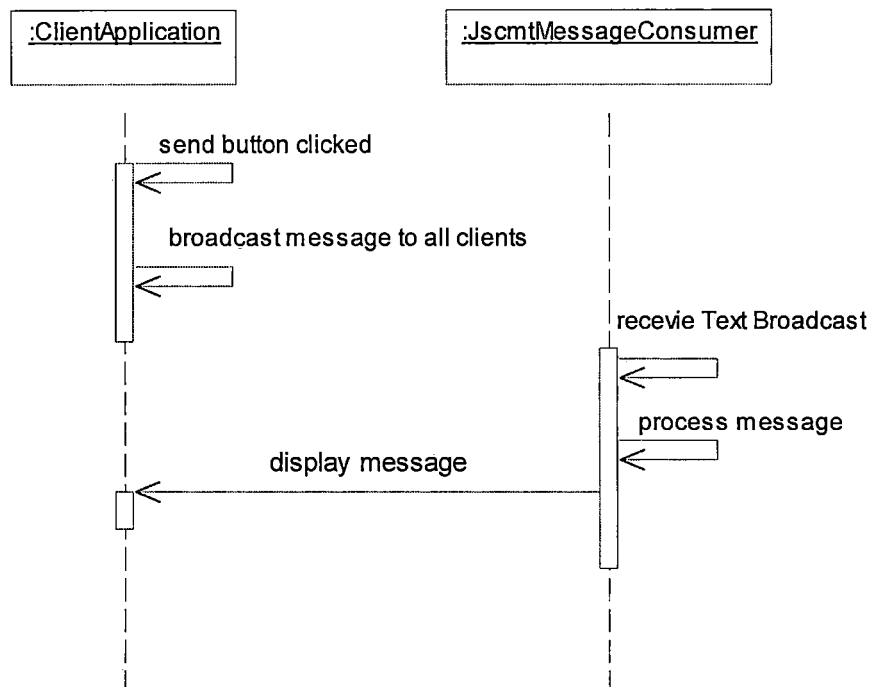 :ClientApplication
:JscmtMessageConsumer
send button clicked
broadcast message to all clients
recevie Text Broadcast
process message
display message